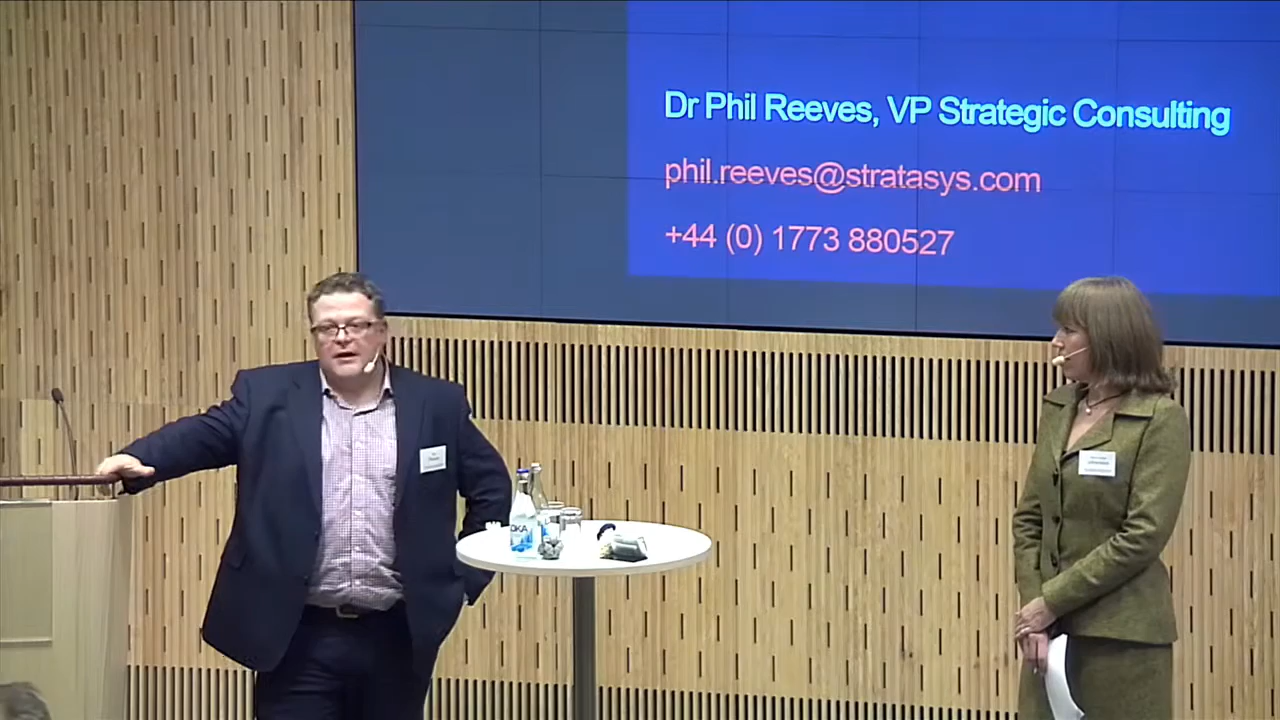 Dr Phil Reeves, VP Strategic Consulting
phil.reeves@stratasys.com
+44 (0) 1773 880527